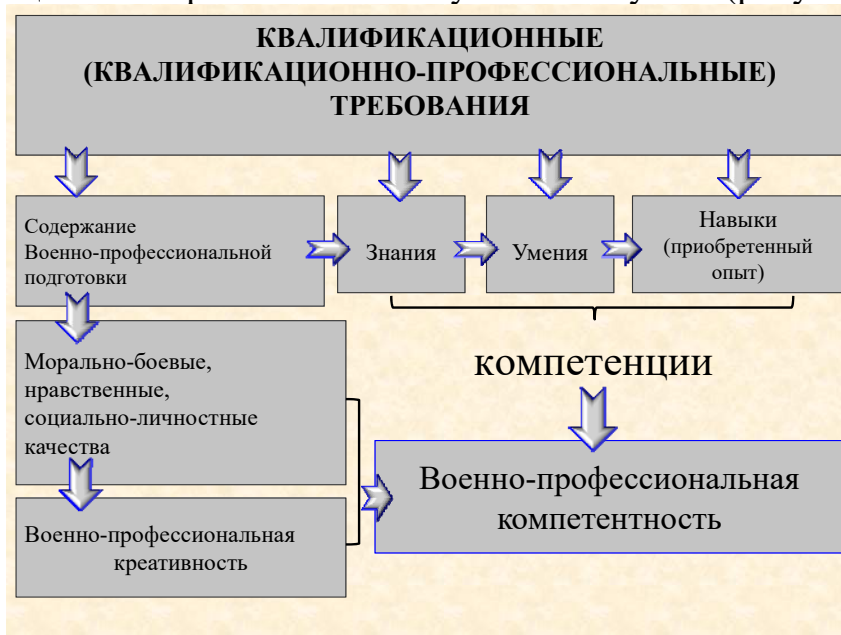 КВАЛИФИКАЦИОННЫЕ
(КВАЛИФИКАЦИОННО-ПРОФЕССИОНАЛЬНЫЕ)
ТРЕБОВАНИЯ
Содержание
Военно-профессиональной
подготовки
Знания
Умения
Навыки
(приобретенный
опыт)
Морально-боевые,
нравственные,
социально-личностные
качества
компетенции
Военно-профессиональная
компетентность
Военно-профессиональная
креативность